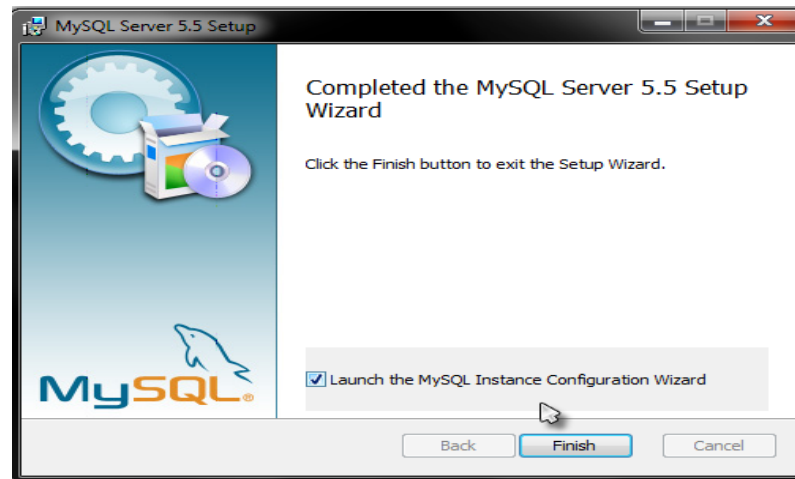 MySQL Server 5.5 Setup
Completed the MySQL Server 5.5 Setup
Wizard
Click the Finish button to exit the Setup Wizard.
MySQL®
Launch the MySQL Instance Configuration Wizard
Back
Finish
Cancel